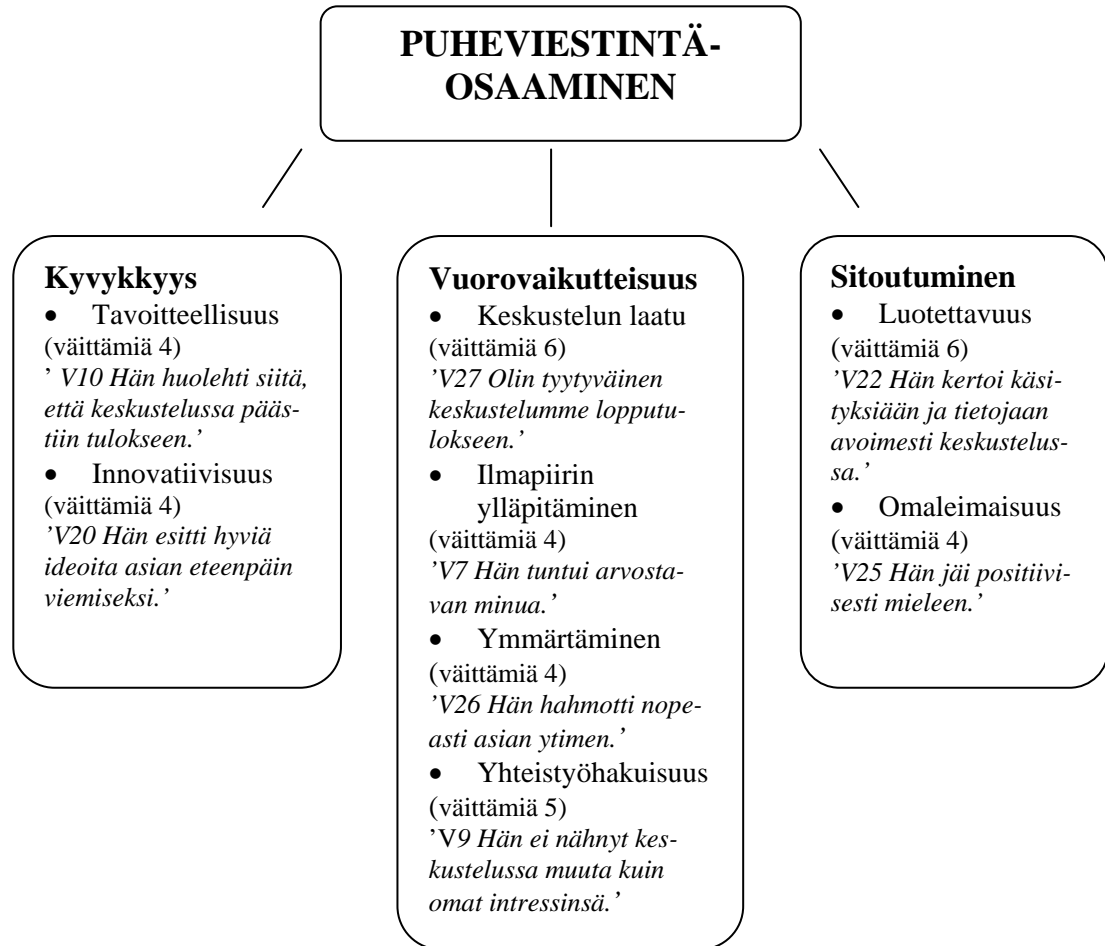 PUHEVIESTINTÄ-
OSAAMINEN
Kyvykkyys
• Tavoitteellisuus
(väittämiä 4)
’ V10 Hän huolehti siitä,
että keskustelussa pääs-
tiin tulokseen.’
• Innovatiivisuus
(väittämiä 4)
’V20 Hän esitti hyviä
ideoita asian eteenpäin
viemiseksi.’
Vuorovaikutteisuus
• Keskustelun laatu
(väittämiä 6)
’V27 Olin tyytyväinen
keskustelumme lopputu-
lokseen.’
• Ilmapiirin
ylläpitäminen
(väittämiä 4)
’V7 Hän tuntui arvosta-
van minua.’
• Ymmärtäminen
(väittämiä 4)
’V26 Hän hahmotti nope-
asti asian ytimen.’
• Yhteistyöhakuisuus
(väittämiä 5)
’V9 Hän ei nähnyt kes-
kustelussa muuta kuin
omat intressinsä.’
Sitoutuminen
• Luotettavuus
(väittämiä 6)
’V22 Hän kertoi käsi-
tyksiään ja tietojaan
avoimesti keskustelus-
sa.’
• Omaleimaisuus
(väittämiä 4)
’V25 Hän jäi positiivi-
sesti mieleen.’